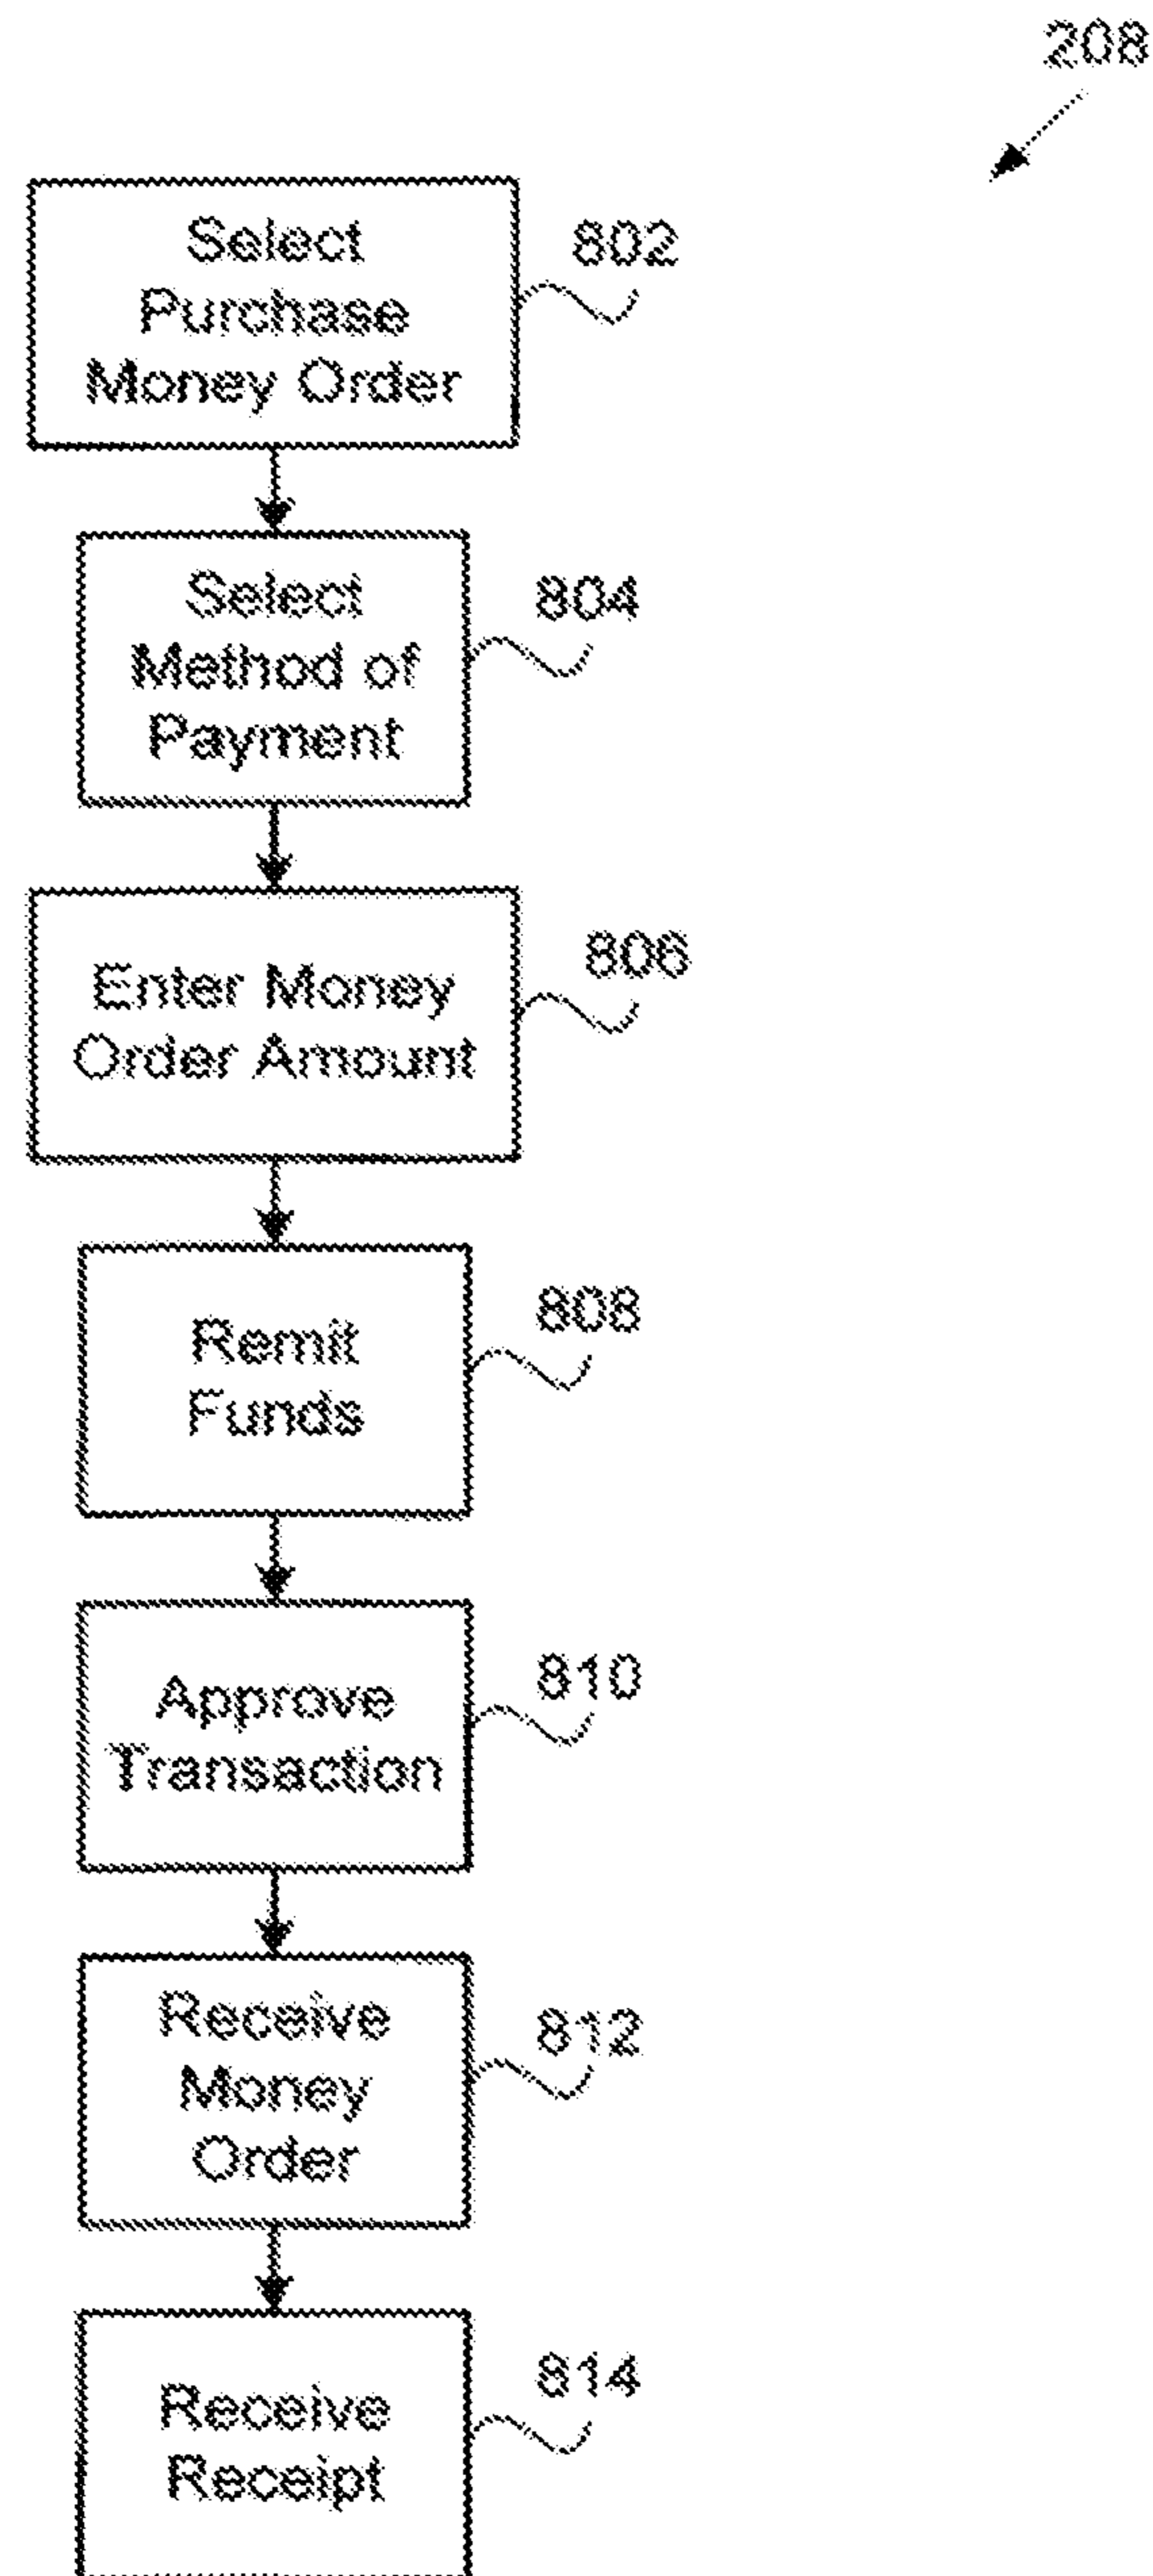 208
Select
Purchase
Money Order
802
Select
Method of
Payment
804
Enter Money
Order Amount
806
Remit
Funds
808
Approve
Transaction
810
Receive
Money
Order
812
Receive
Receipt
814